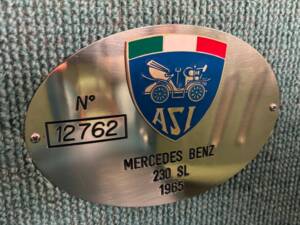 N°
12762
ASI
MERCEDES BENZ
230 SL
1965